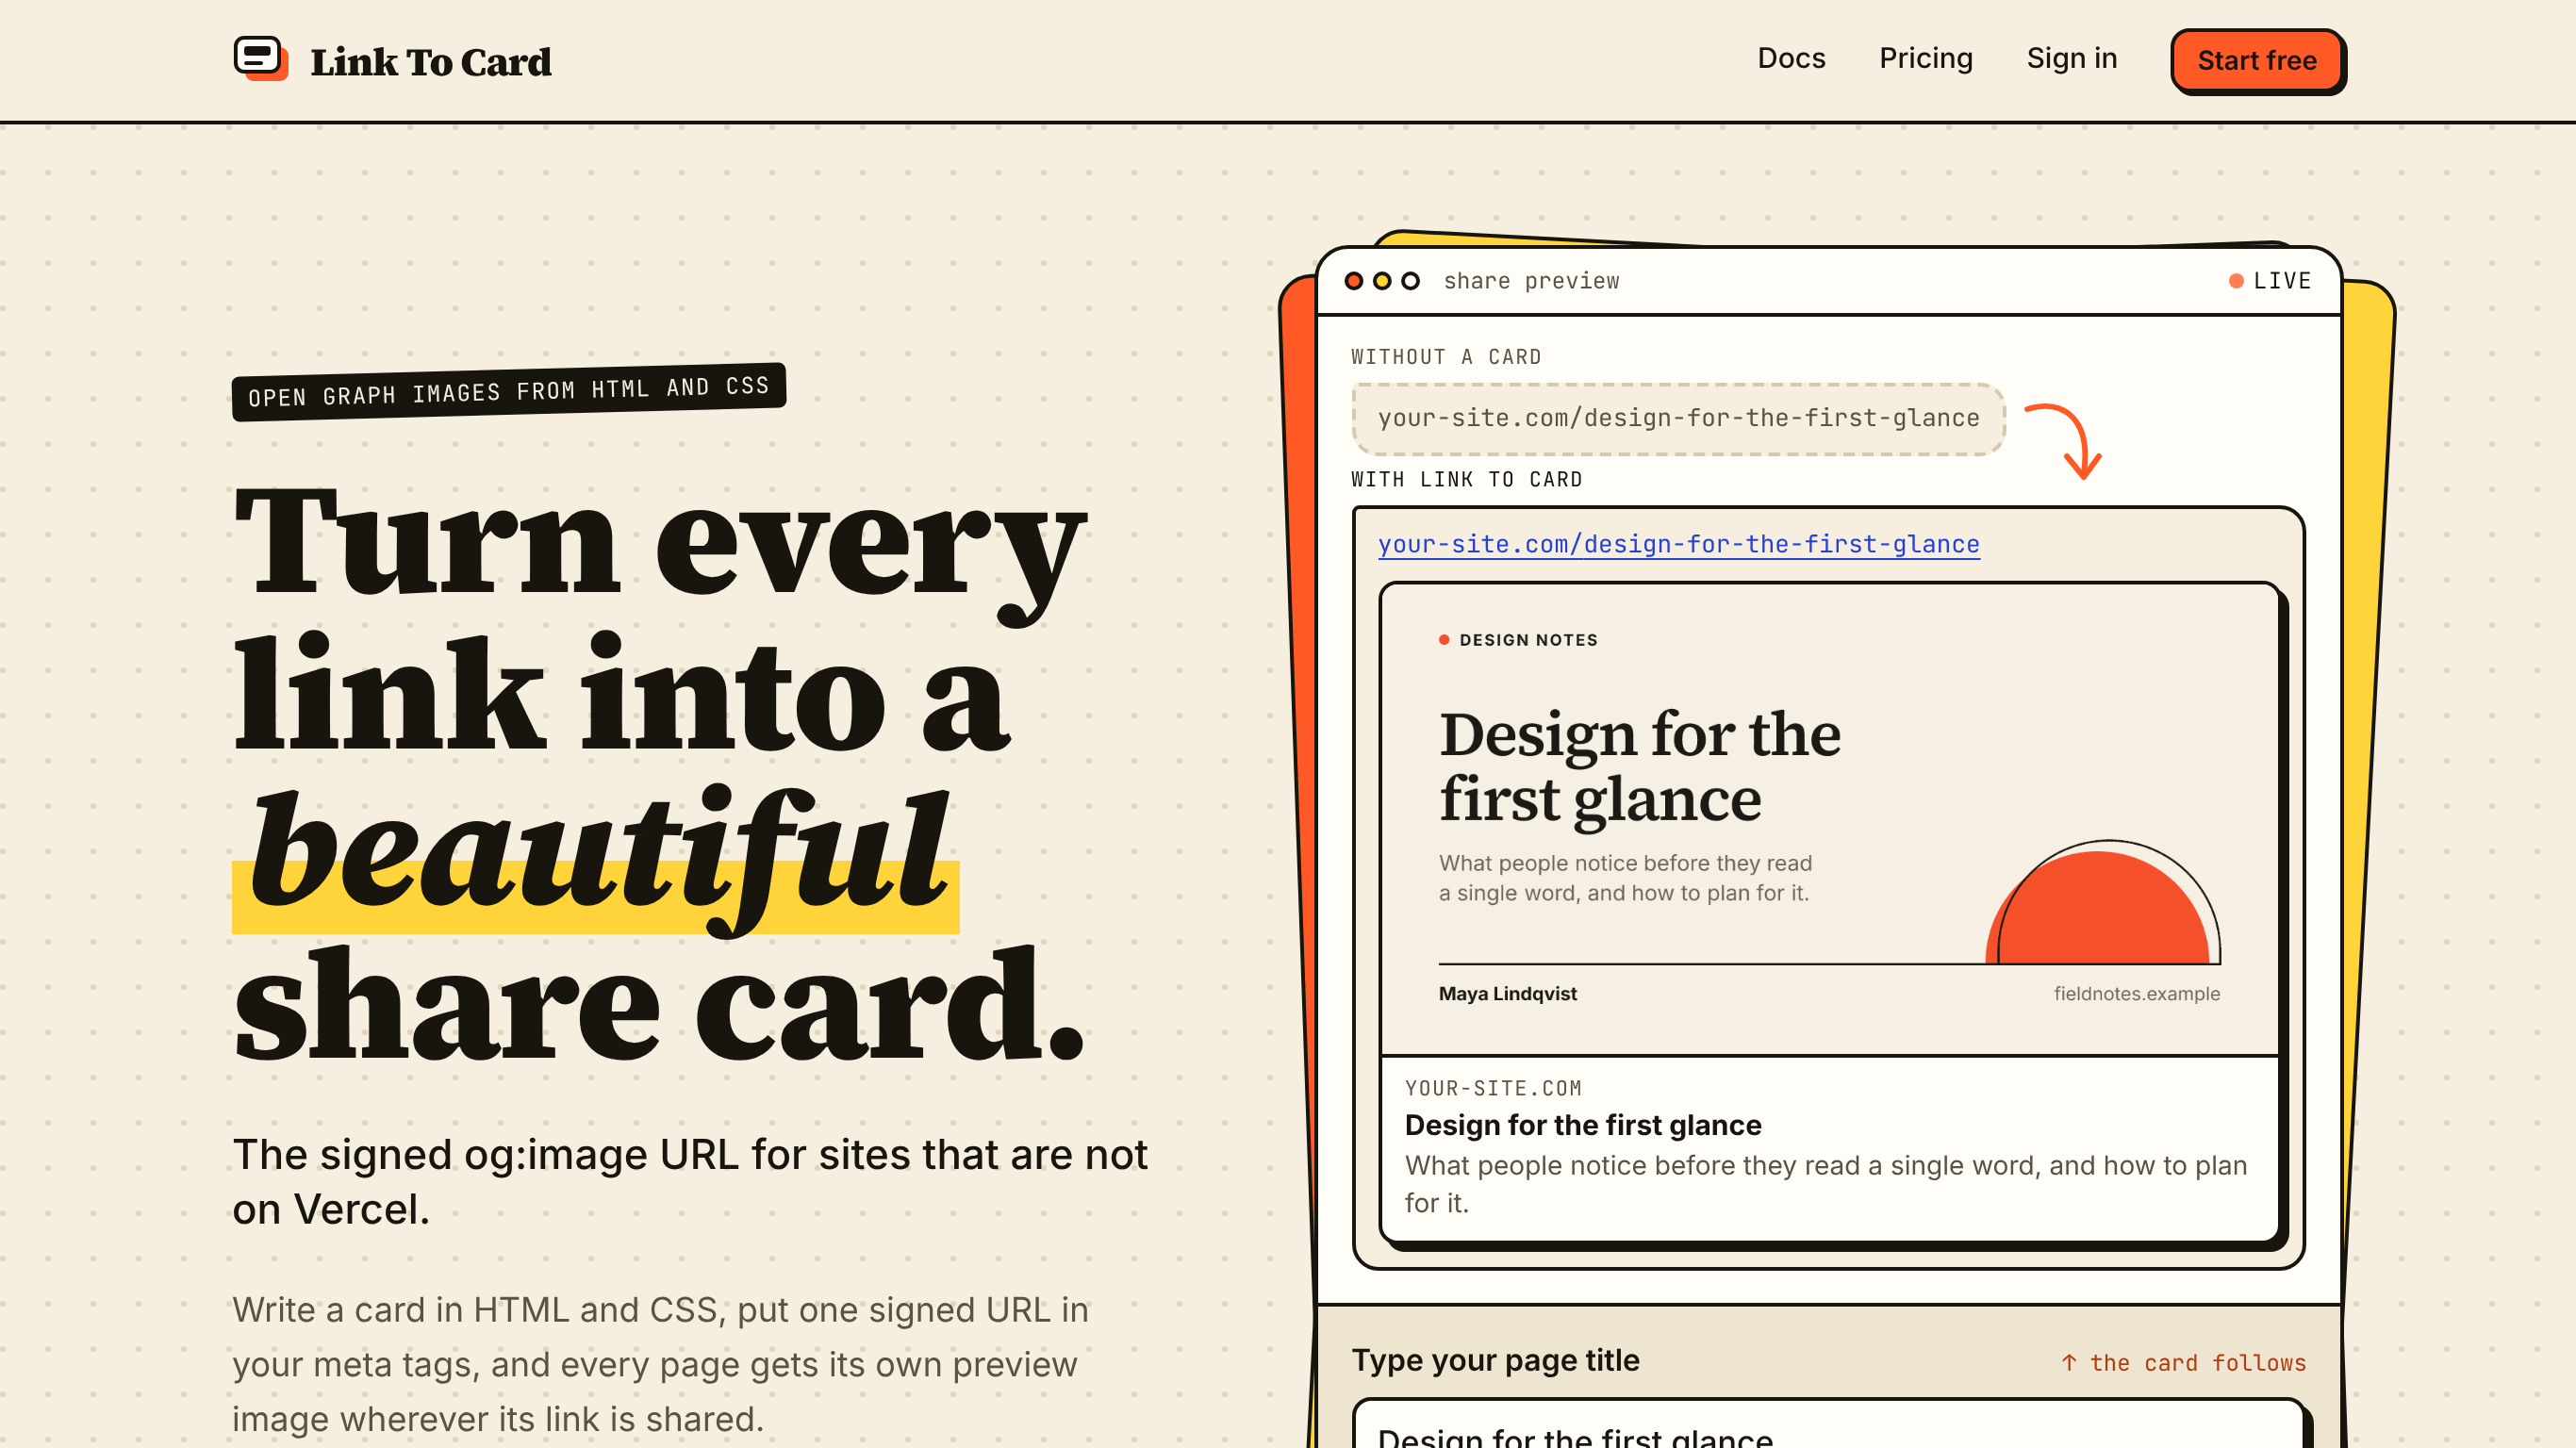 Link To Card
Docs
Pricing
Sign in
Start free
OPEN GRAPH IMAGES FROM HTML AND CSS
Turn every
link into a
beautiful
share card.
The signed og:image URL for sites that are not
on Vercel.
Write a card in HTML and CSS, put one signed URL in
your meta tags, and every page gets its own preview
image wherever its link is shared.
share preview
LIVE
WITHOUT A CARD
your-site.com/design-for-the-first-glance
WITH LINK TO CARD
your-site.com/design-for-the-first-glance
DESIGN NOTES
Design for the
first glance
What people notice before they read
a single word, and how to plan for it.
Maya Lindqvist
fieldnotes.example
YOUR-SITE.COM
Design for the first glance
What people notice before they read a single word, and how to plan
for it.
Type your page title
↑ the card follows
Design for the first glance